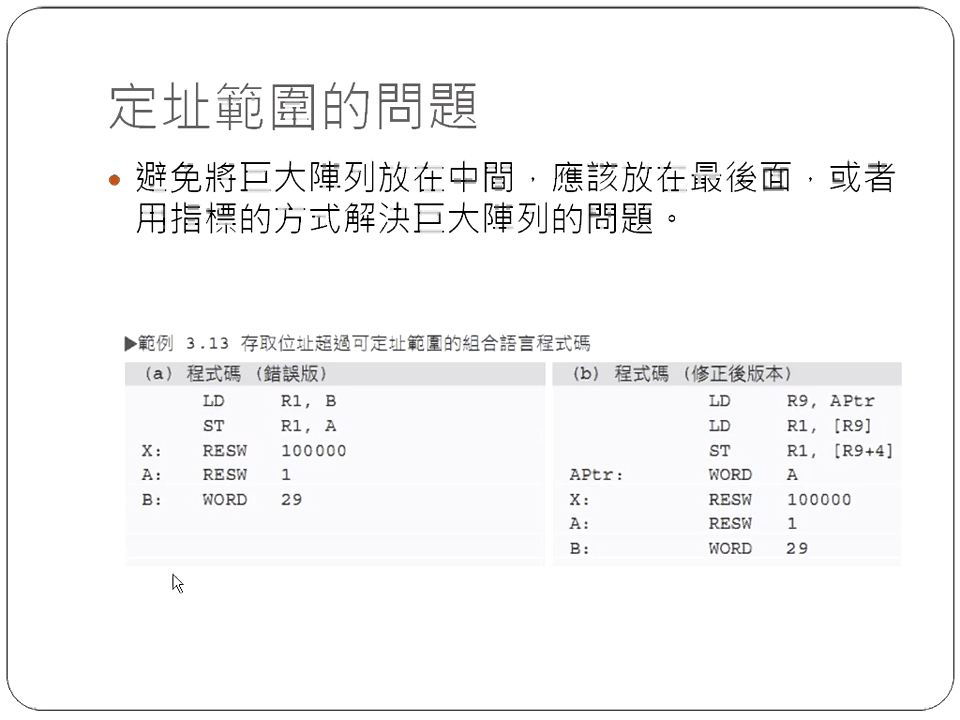 定址範圍的問題
避免將巨大陣列放在中間，應該放在最後面，或者
用指標的方式解決巨大陣列的問題。
▶範例 3.13 存取位址超過可定址範圍的組合語言程式碼
(a) 程式碼 (錯誤版)
LD R1, B
ST R1, A
X: RESW 100000
A: RESW 1
B: WORD 29
(b) 程式碼 (修正後版本)
LD R9, APtr
LD R1, [R9]
ST R1, [R9+4]
APtr: WORD A
X: RESW 100000
A: RESW 1
B: WORD 29